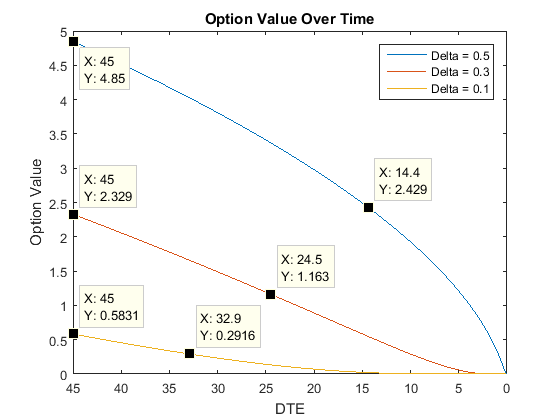 Option Value Over Time
Option Value
5
4.5
4
3.5
3
2.5
2
1.5
1
0.5
0
X: 45
Y: 4.85
X: 45
Y: 2.329
X: 45
Y: 0.5831
X: 14.4
Y: 2.429
X: 24.5
Y: 1.163
X: 32.9
Y: 0.2916
Delta = 0.5
Delta = 0.3
Delta = 0.1
45 40 35 30 25 20 15 10 5 0
DTE